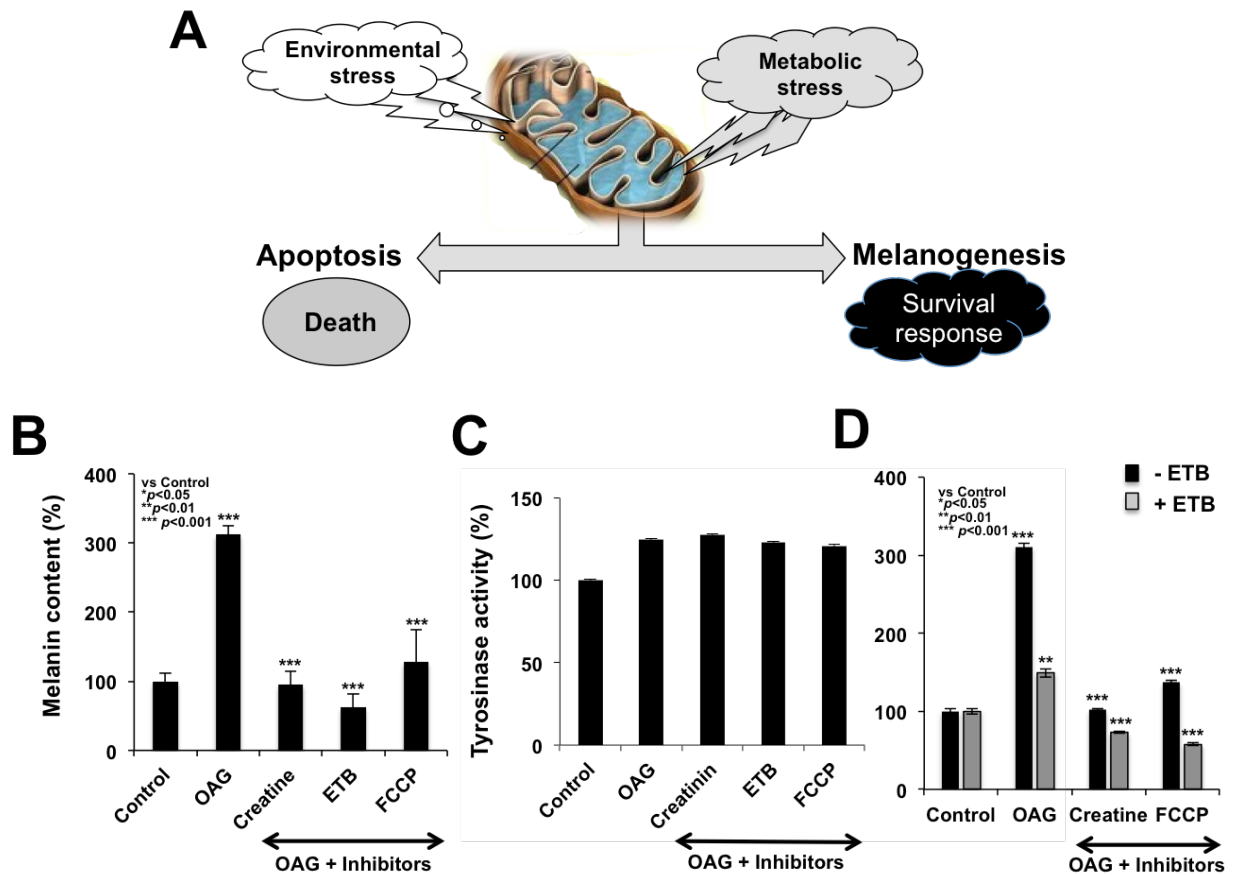 A
Environmental
stress
Metabolic
stress
Apoptosis
Melanogenesis
Death
Survival
response
B
Melanin content (%)
400
300
200
100
0
vs Control
*p<0.05
**p<0.01
*** p<0.001
***
***
***
***
Control
OAG
Creatine
ETB
FCCP
OAG + Inhibitors
C
Tyrosinase activity (%)
150
100
50
0
Control
OAG
Creatinin
ETB
FCCP
OAG + Inhibitors
D
- ETB
+ ETB
400
300
200
100
0
vs Control
*p<0.05
**p<0.01
*** p<0.001
***
**
***
***
***
***
Control
OAG
Creatine
FCCP
OAG + Inhibitors